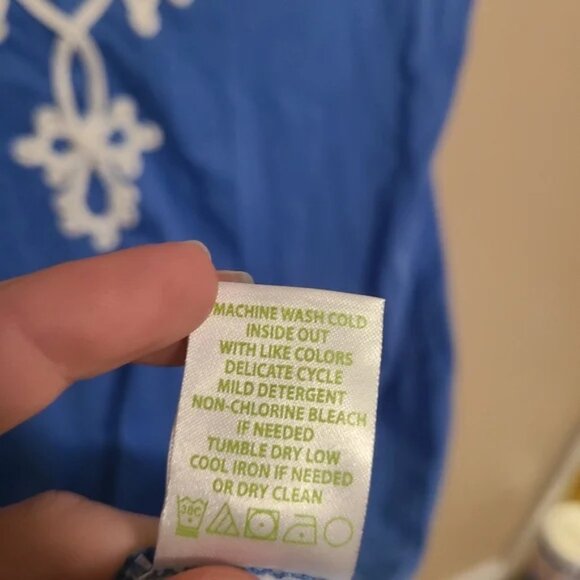 MACHINE WASH COLD
INSIDE OUT
WITH LIKE COLORS
DELICATE CYCLE
MILD DETERGENT
NON-CHLORINE BLEACH
IF NEEDED
TUMBLE DRY LOW
COOL IRON IF NEEDED
OR DRY CLEAN
30C